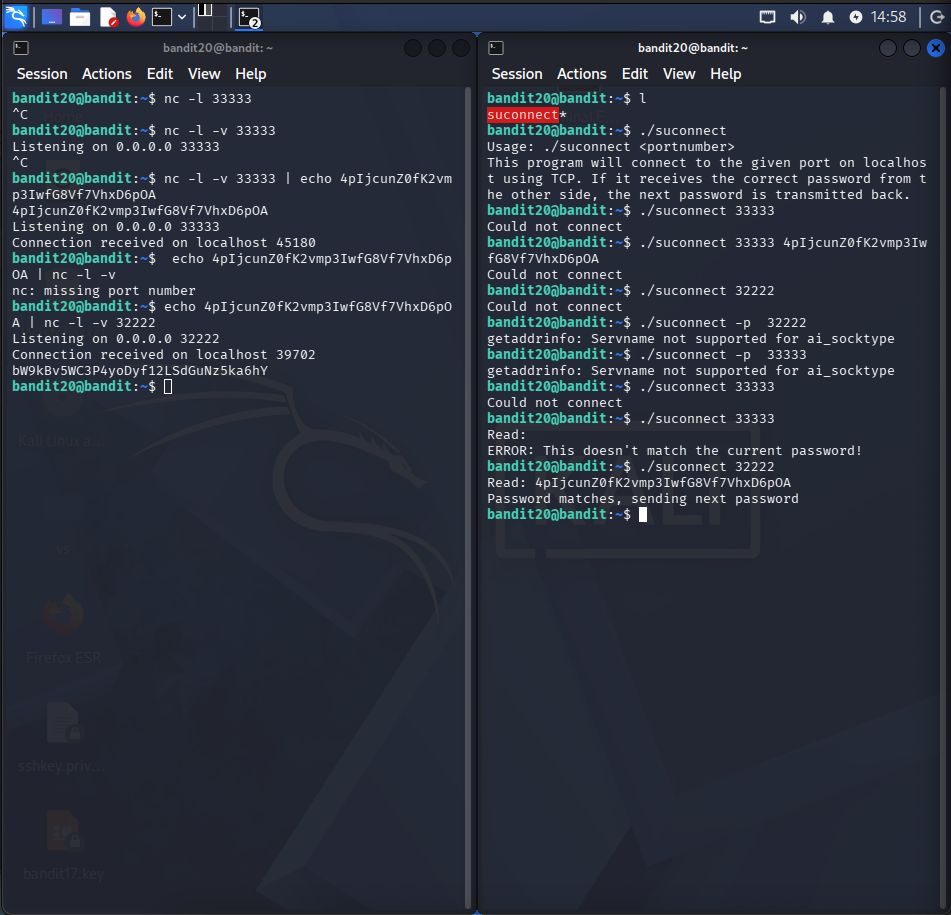 2
14:58
bandit20@bandit: ~
Session Actions Edit View Help
bandit20@bandit:~$ nc -l 33333
^C
bandit20@bandit:~$ nc -l -v 33333
Listening on 0.0.0.0 33333
^C
bandit20@bandit:~$ nc -l -v 33333 | echo 4pIjcunZ0fK2vm
p3IwfG8Vf7VhxD6pOA
4pIjcunZ0fK2vmp3IwfG8Vf7VhxD6pOA
Listening on 0.0.0.0 33333
Connection received on localhost 45180
bandit20@bandit:~$  echo 4pIjcunZ0fK2vmp3IwfG8Vf7VhxD6p
OA | nc -l -v
nc: missing port number
bandit20@bandit:~$ echo 4pIjcunZ0fK2vmp3IwfG8Vf7VhxD6pO
A | nc -l -v 32222
Listening on 0.0.0.0 32222
Connection received on localhost 39702
bW9kBv5WC3P4yoDyf12LSdGuNz5ka6hY
bandit20@bandit:~$
Kali Linux a...
vs
Firefox ESR
sshkey.priv...
bandit17.key
bandit20@bandit: ~
Session Actions Edit View Help
bandit20@bandit:~$ l
suconnect*
bandit20@bandit:~$ ./suconnect
Usage: ./suconnect <portnumber>
This program will connect to the given port on localhos
t using TCP. If it receives the correct password from t
he other side, the next password is transmitted back.
bandit20@bandit:~$ ./suconnect 33333
Could not connect
bandit20@bandit:~$ ./suconnect 33333 4pIjcunZ0fK2vmp3Iw
fG8Vf7VhxD6pOA
Could not connect
bandit20@bandit:~$ ./suconnect 32222
Could not connect
bandit20@bandit:~$ ./suconnect -p  32222
getaddrinfo: Servname not supported for ai_socktype
bandit20@bandit:~$ ./suconnect -p  33333
getaddrinfo: Servname not supported for ai_socktype
bandit20@bandit:~$ ./suconnect 33333
Could not connect
bandit20@bandit:~$ ./suconnect 33333
Read:
ERROR: This doesn't match the current password!
bandit20@bandit:~$ ./suconnect 32222
Read: 4pIjcunZ0fK2vmp3IwfG8Vf7VhxD6pOA
Password matches, sending next password
bandit20@bandit:~$